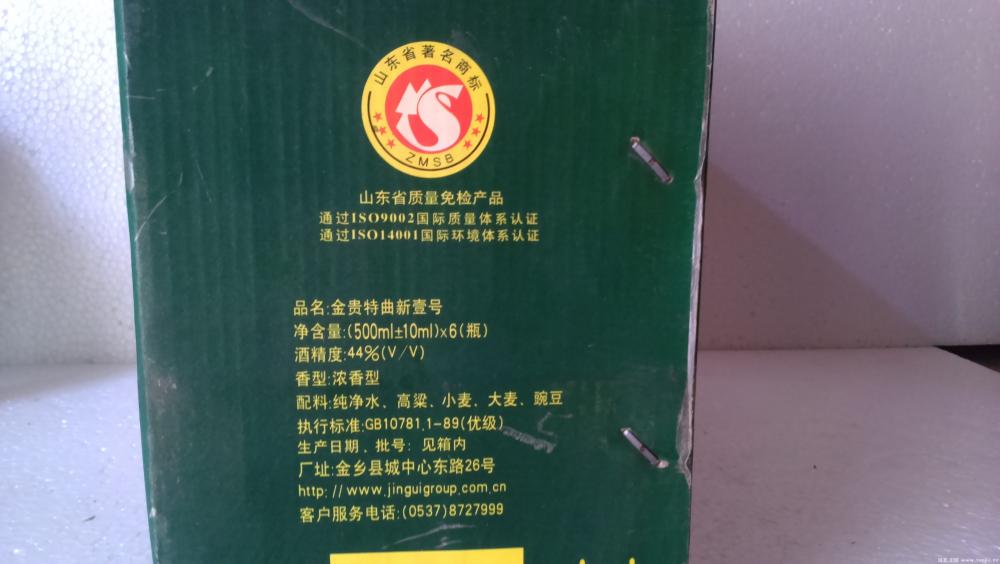 山东省著名商标
ZMSB
山东省质量免检产品
通过ISO9002国际质量体系认证
通过ISO14001国际环境体系认证
品名:金贵特曲新壹号
净含量:(500ml±10ml)×6(瓶)
酒精度:44%(V/V)
香型:浓香型
配料:纯净水、高粱、小麦、大麦、豌豆
执行标准:GB10781.1-89(优级)
生产日期、批号: 见箱内
厂址:金乡县城中心东路26号
http://www.jinguigroup.com.cn
客户服务电话:(0537)8727999